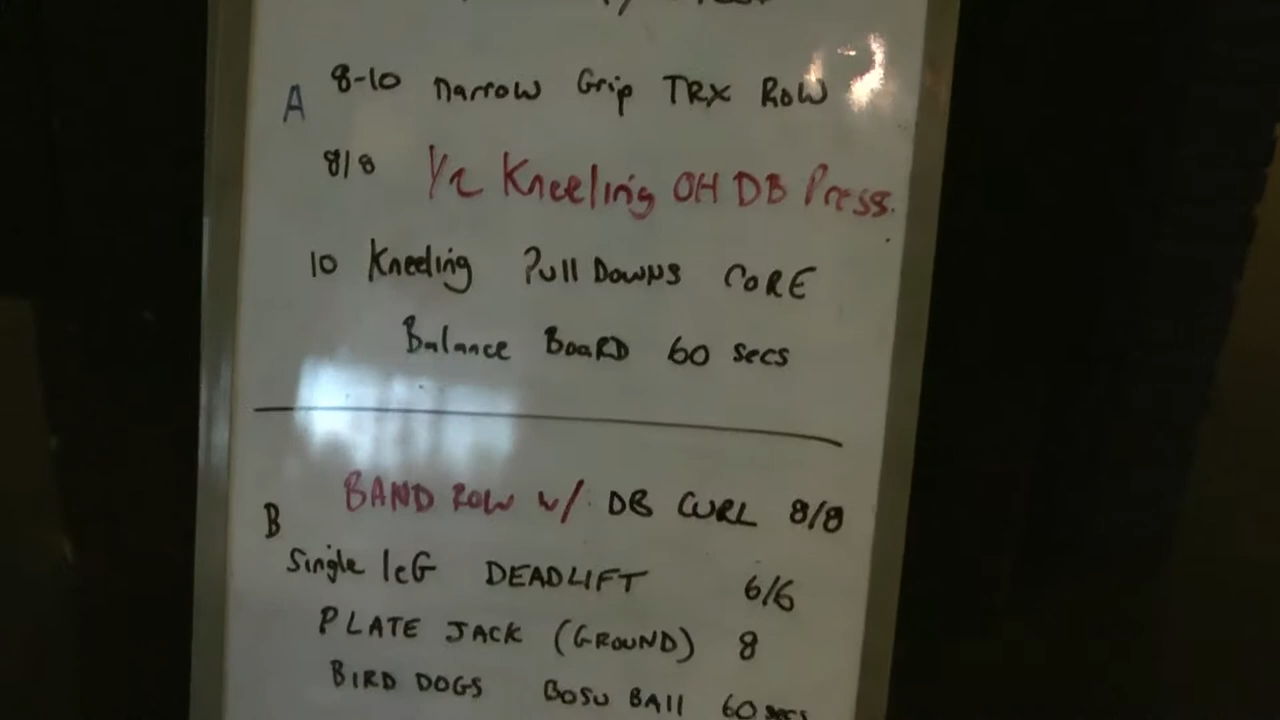 A 8-10 Narrow Grip TRX Row
8/8 1/2 Kneeling OH DB Press.
10 Kneeling Pull Downs CORE
Balance Board 60 secs
BAND ROW w/ DB CURL 8/8
B
Single leG DEADLIFT 6/6
PLATE JACK (GROUND) 8
BIRD DOGS BOSU BAll 60 secs